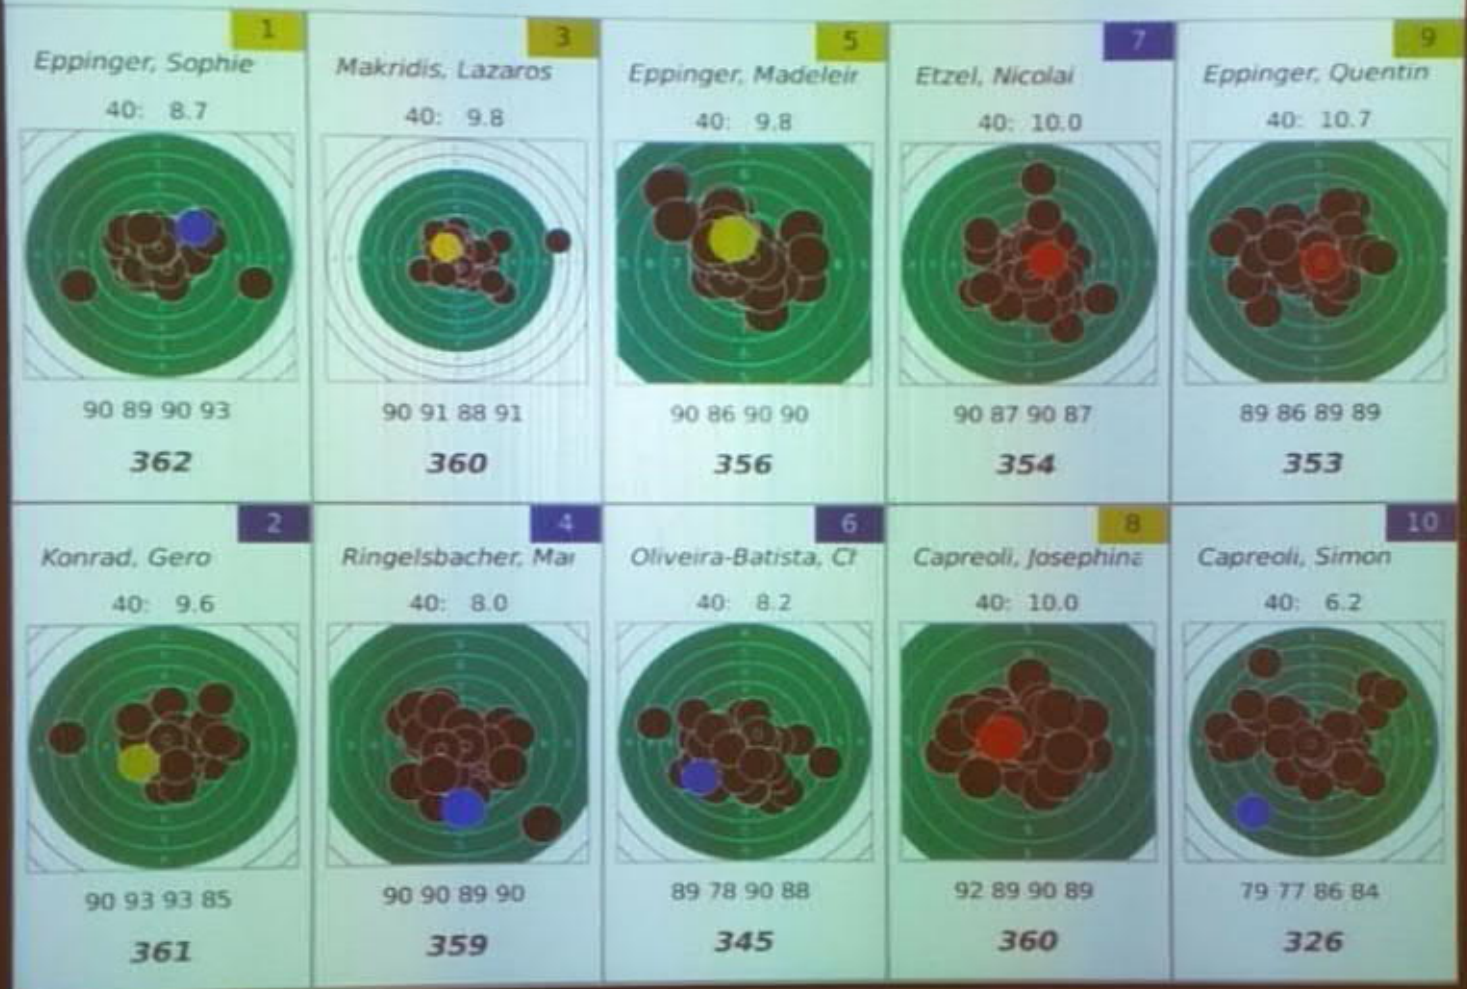 1
Eppinger, Sophie
40: 8.7
90 89 90 93
362
3
Makridis, Lazaros
40: 9.8
90 91 88 91
360
5
Eppinger, Madeleir
40: 9.8
90 86 90 90
356
7
Etzel, Nicolai
40: 10.0
90 87 90 87
354
9
Eppinger, Quentin
40: 10.7
89 86 89 89
353
2
Konrad, Gero
40: 9.6
90 93 93 85
361
4
Ringelsbacher, Mai
40: 8.0
90 90 89 90
359
6
Oliveira-Batista, Cf
40: 8.2
89 78 90 88
345
8
Capreoli, Josephina
40: 10.0
92 89 90 89
360
10
Capreoli, Simon
40: 6.2
79 77 86 84
326